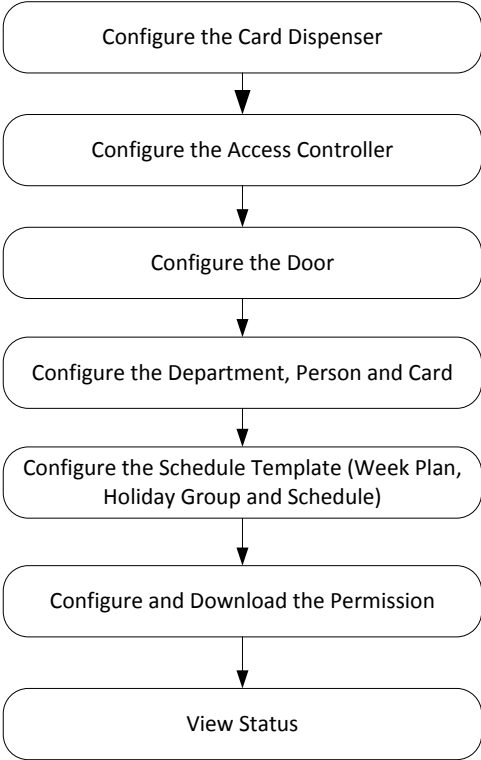 Configure the Card Dispenser
Configure the Access Controller
Configure the Door
Configure the Department, Person and Card
Configure the Schedule Template (Week Plan,
Holiday Group and Schedule)
Configure and Download the Permission
View Status